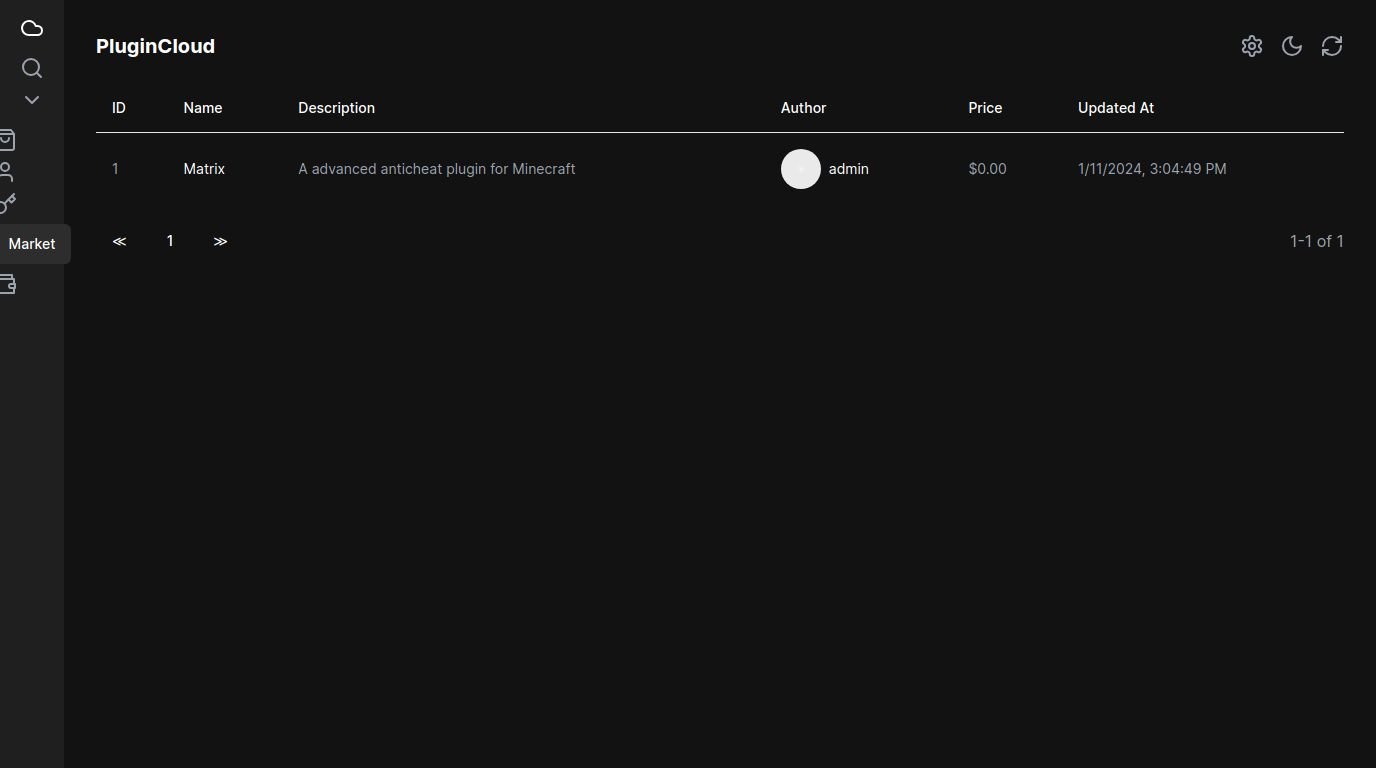 PluginCloud
ID Name Description Author Price Updated At
1 Matrix A advanced anticheat plugin for Minecraft admin $0.00 1/11/2024, 3:04:49 PM
Market
≪ 1 ≫ 1-1 of 1